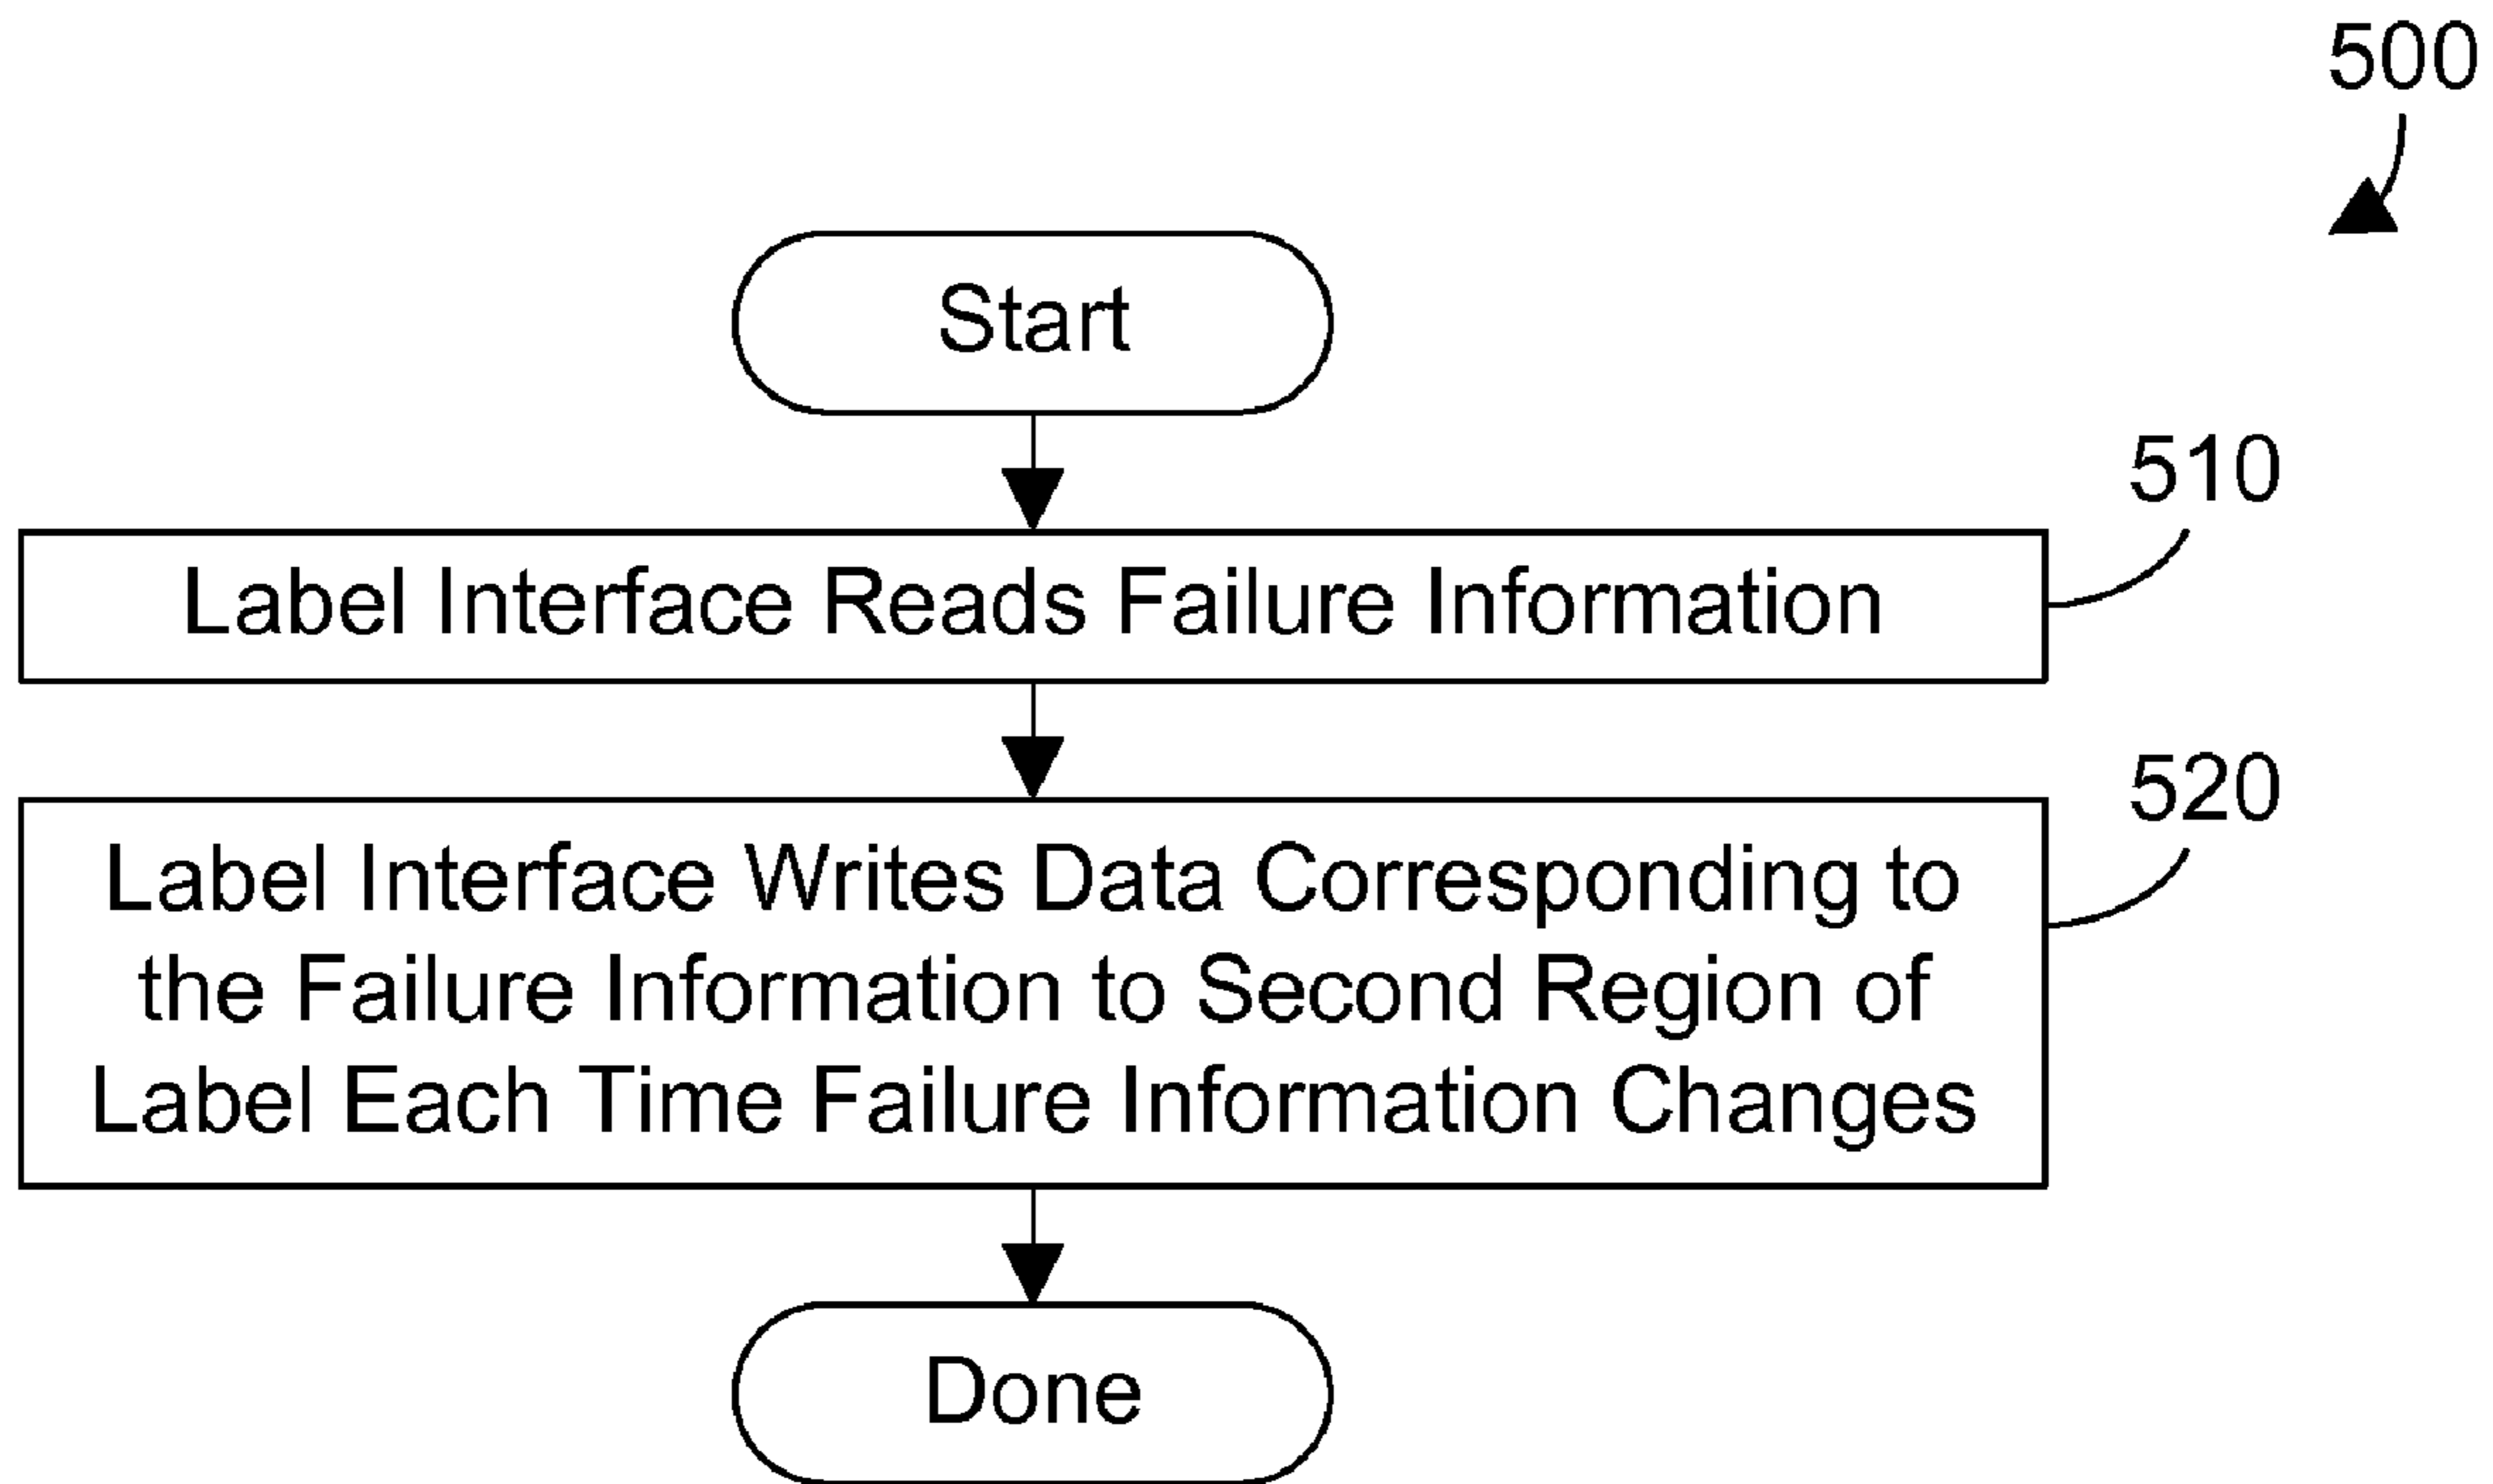 500
Start
510
Label Interface Reads Failure Information
520
Label Interface Writes Data Corresponding to
the Failure Information to Second Region of
Label Each Time Failure Information Changes
Done